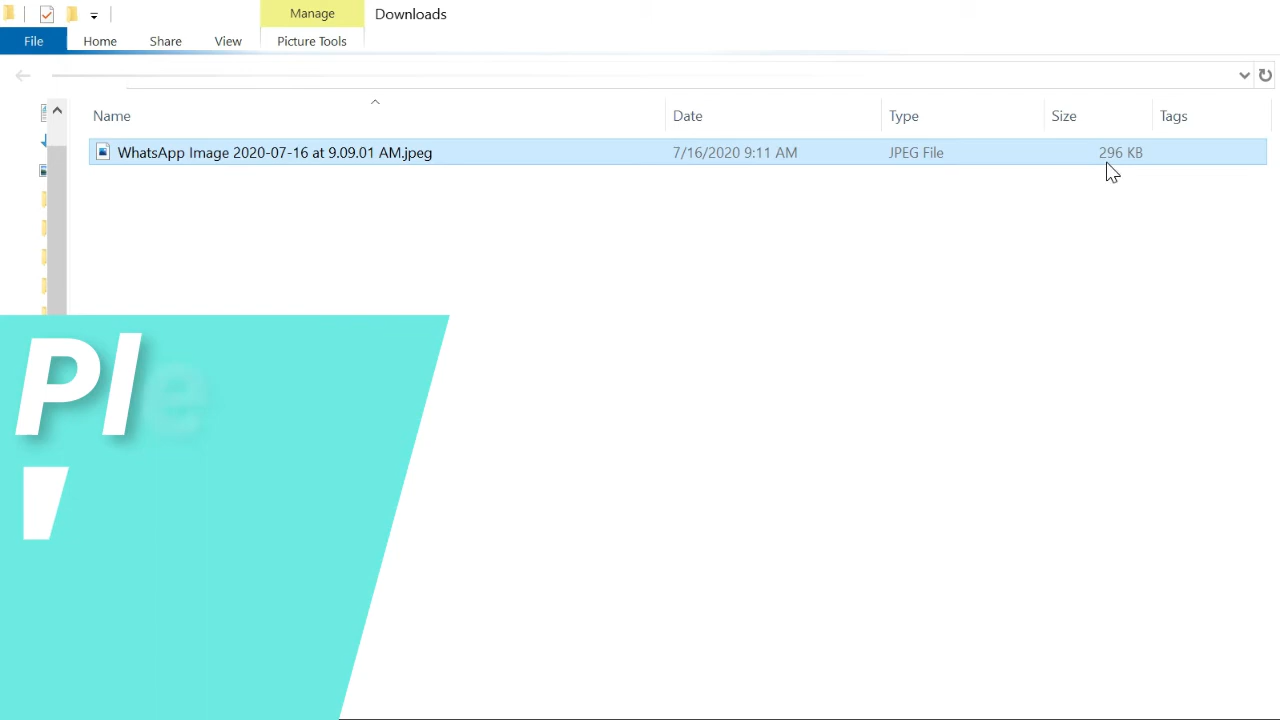 Manage Downloads
File Home Share View Picture Tools
Name Date Type Size Tags
WhatsApp Image 2020-07-16 at 9.09.01 AM.jpeg 7/16/2020 9:11 AM JPEG File 296 KB
Ple